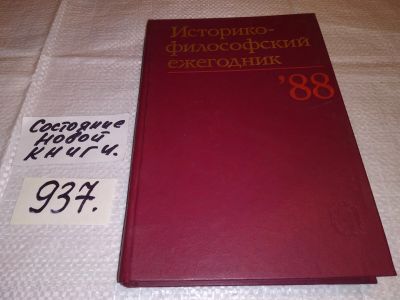 Историко-
философский
ежегодник
'88
Состояние
новой
книги.
937.